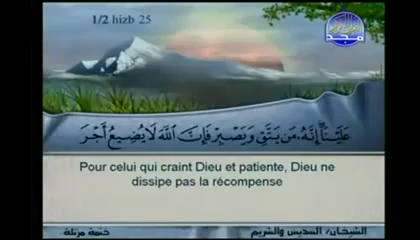 1/2 hizb 25
المجد
عَلَيْنَا إِنَّهُ مَن يَتَّقِ وَيَصْبِرْ فَإِنَّ اللَّهَ لَا يُضِيعُ أَجْرَ
Pour celui qui craint Dieu et patiente, Dieu ne
dissipe pas la récompense
الشيخان/ السديس والشريم
ختمة مرتلة